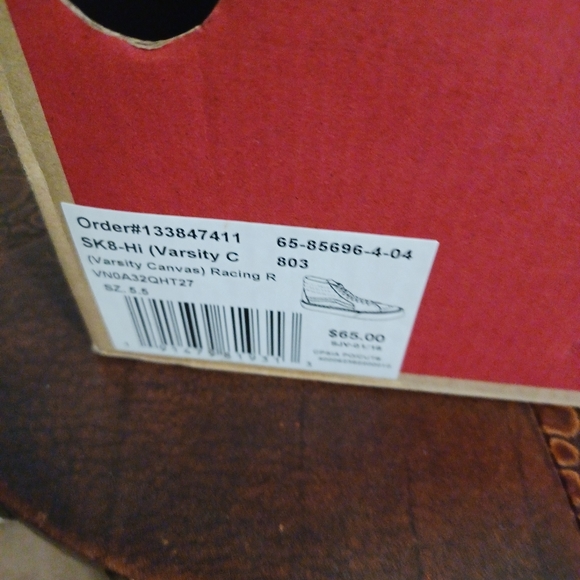 Order#133847411 65-85696-4-04
SK8-Hi (Varsity C 803
(Varsity Canvas) Racing R
VN0A32QHT27
SZ. 5.5
$65.00